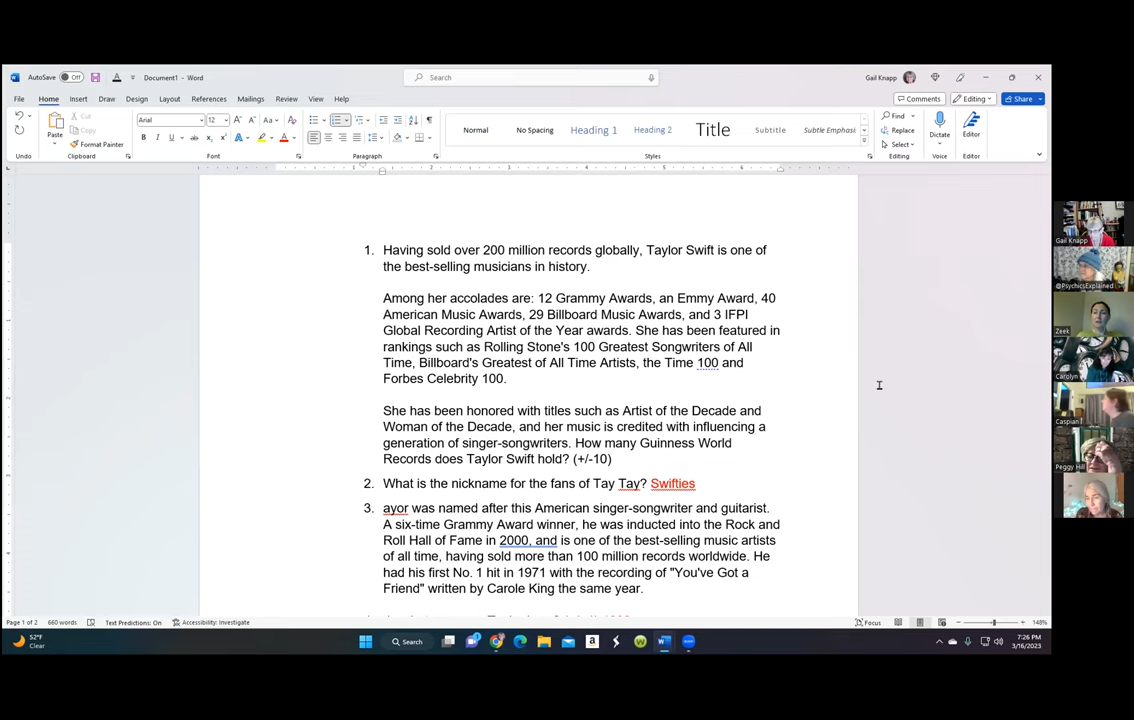 AutoSave
Off
Document1 - Word
Search
Gail Knapp
File Home Insert Draw Design Layout References Mailings Review View Help
Comments
Editing
Share
Paste
Cut
Copy
Format Painter
Arial
12
Normal
No Spacing
Heading 1
Heading 2
Title
Subtitle
Subtle Emphasi
Find
Replace
Select
Dictate
Editor
Undo
Clipboard
Font
Paragraph
Styles
Editing
Voice
Editor
1. Having sold over 200 million records globally, Taylor Swift is one of
the best-selling musicians in history.
Among her accolades are: 12 Grammy Awards, an Emmy Award, 40
American Music Awards, 29 Billboard Music Awards, and 3 IFPI
Global Recording Artist of the Year awards. She has been featured in
rankings such as Rolling Stone's 100 Greatest Songwriters of All
Time, Billboard's Greatest of All Time Artists, the Time 100 and
Forbes Celebrity 100.
She has been honored with titles such as Artist of the Decade and
Woman of the Decade, and her music is credited with influencing a
generation of singer-songwriters. How many Guinness World
Records does Taylor Swift hold? (+/-10)
2. What is the nickname for the fans of Tay Tay? Swifties
3. ayor was named after this American singer-songwriter and guitarist.
A six-time Grammy Award winner, he was inducted into the Rock and
Roll Hall of Fame in 2000, and is one of the best-selling music artists
of all time, having sold more than 100 million records worldwide. He
had his first No. 1 hit in 1971 with the recording of "You've Got a
Friend" written by Carole King the same year.
Gail Knapp
@PsychicsExplained
Zeek
Carolyn
Caspian
Peggy Hill
Page 1 of 2
660 words
Text Predictions: On
Accessibility: Investigate
Focus
148%
52°F
Clear
Search
7:26 PM
3/16/2023